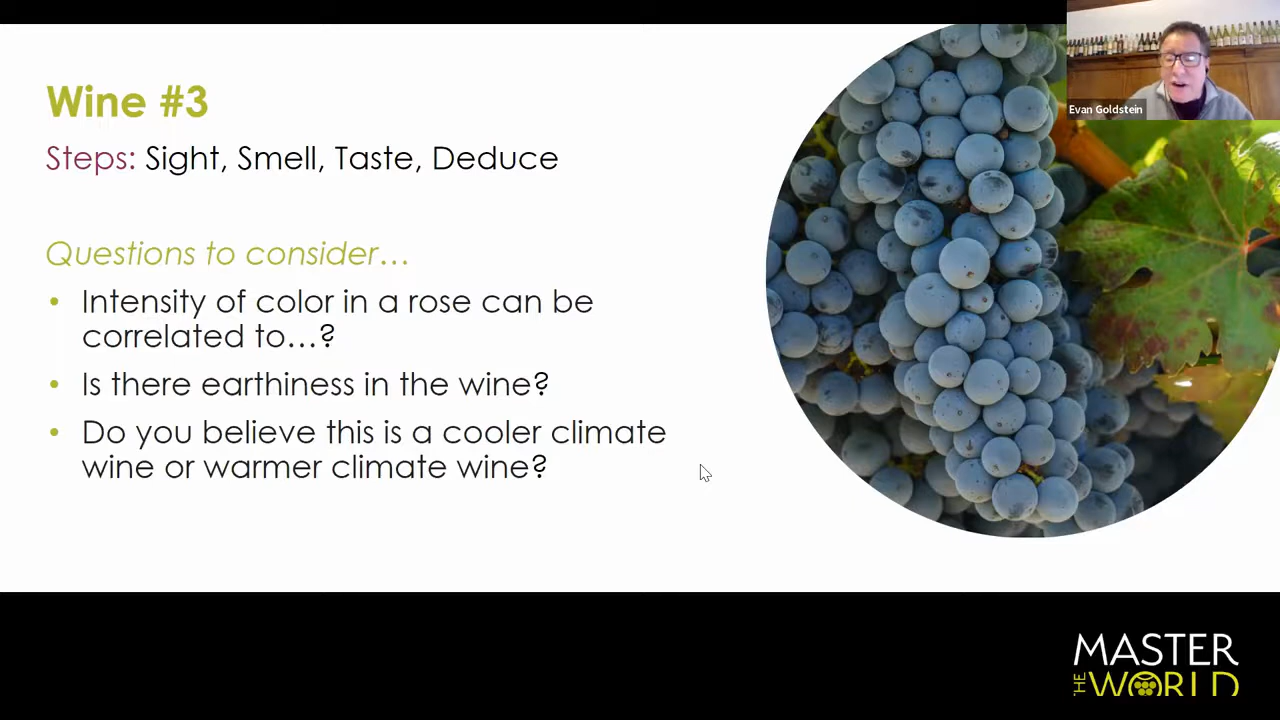 Evan Goldstein
Wine #3
Steps: Sight, Smell, Taste, Deduce
Questions to consider...
• Intensity of color in a rose can be
correlated to...?
• Is there earthiness in the wine?
• Do you believe this is a cooler climate
wine or warmer climate wine?
MASTER
THE WORLD